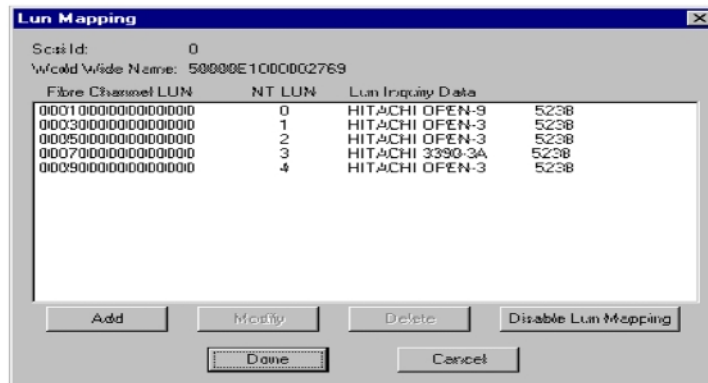 Lun Mapping
Scsi Id: 0
World Wide Name: 50000E1000002769
Fibre Channel LUN NT LUN Lun Inquiry Data
0001000000000000 0 HITACHI OPEN-9 5238
0003000000000000 1 HITACHI OPEN-3 5238
0005000000000000 2 HITACHI OPEN-3 5238
0007000000000000 3 HITACHI 3390-3A 5238
0009000000000000 4 HITACHI OPEN-3 5238
Add Modify Delete Disable Lun Mapping
Done Cancel